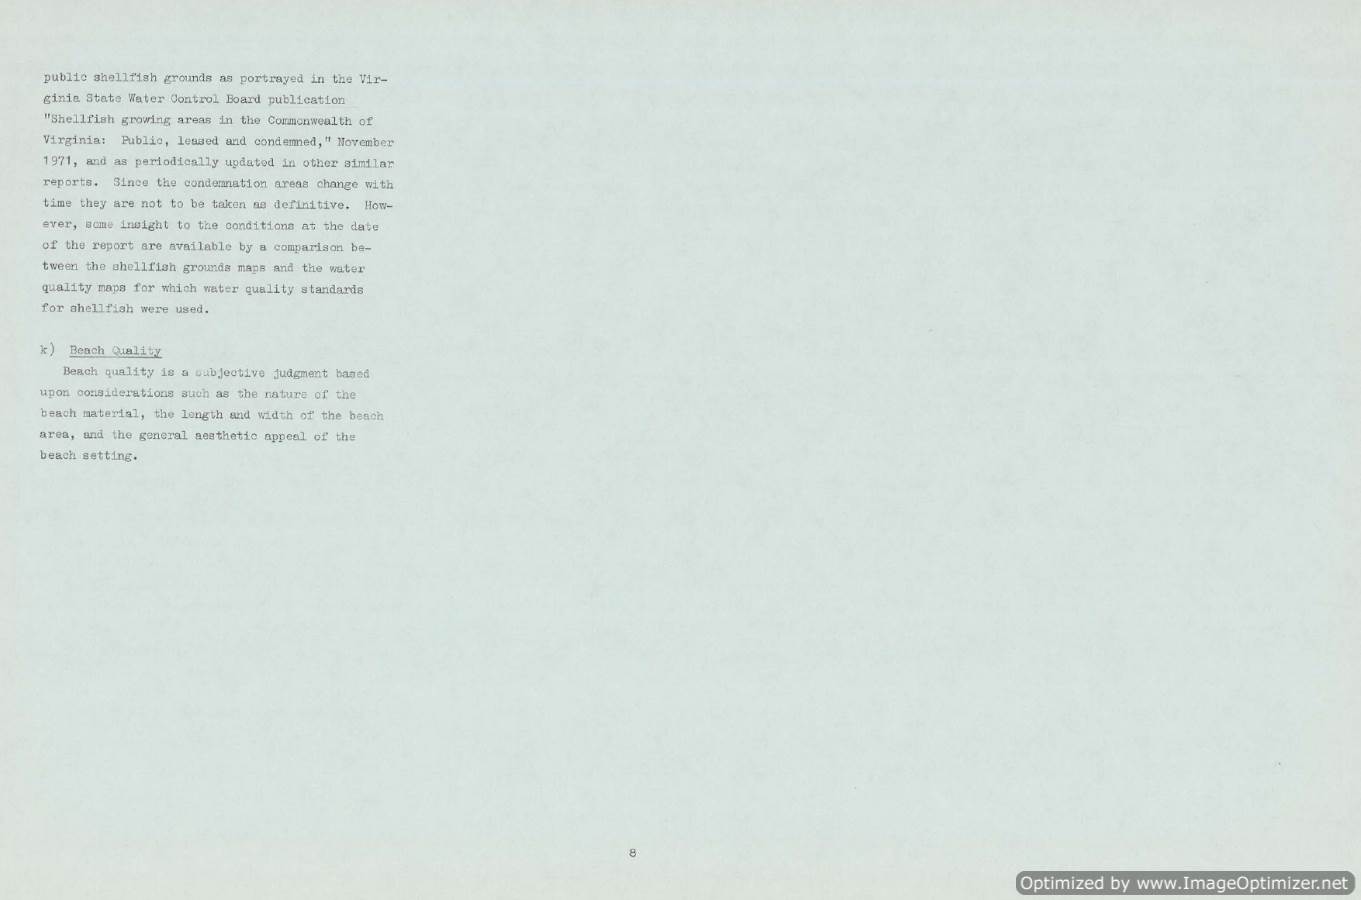 public shellfish grounds as portrayed in the Vir-
ginia State Water Control Board publication
"Shellfish growing areas in the Commonwealth of
Virginia:  Public, leased and condemned," November
1971, and as periodically updated in other similar
reports.  Since the condemnation areas change with
time they are not to be taken as definitive.  How-
ever, some insight to the conditions at the date
of the report are available by a comparison be-
tween the shellfish grounds maps and the water
quality maps for which water quality standards
for shellfish were used.
k)  Beach Quality
Beach quality is a subjective judgment based
upon considerations such as the nature of the
beach material, the length and width of the beach
area, and the general aesthetic appeal of the
beach setting.
8
Optimized by www.ImageOptimizer.net